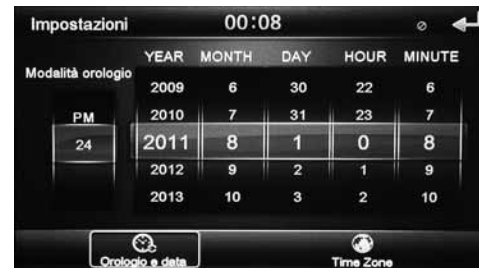 Impostazioni 00:08
YEAR MONTH DAY HOUR MINUTE
Modalità orologio
2009 6 30 22 6
PM 2010 7 31 23 7
24 2011 8 1 0 8
2012 9 2 1 9
2013 10 3 2 10
Orologio e data Time Zone